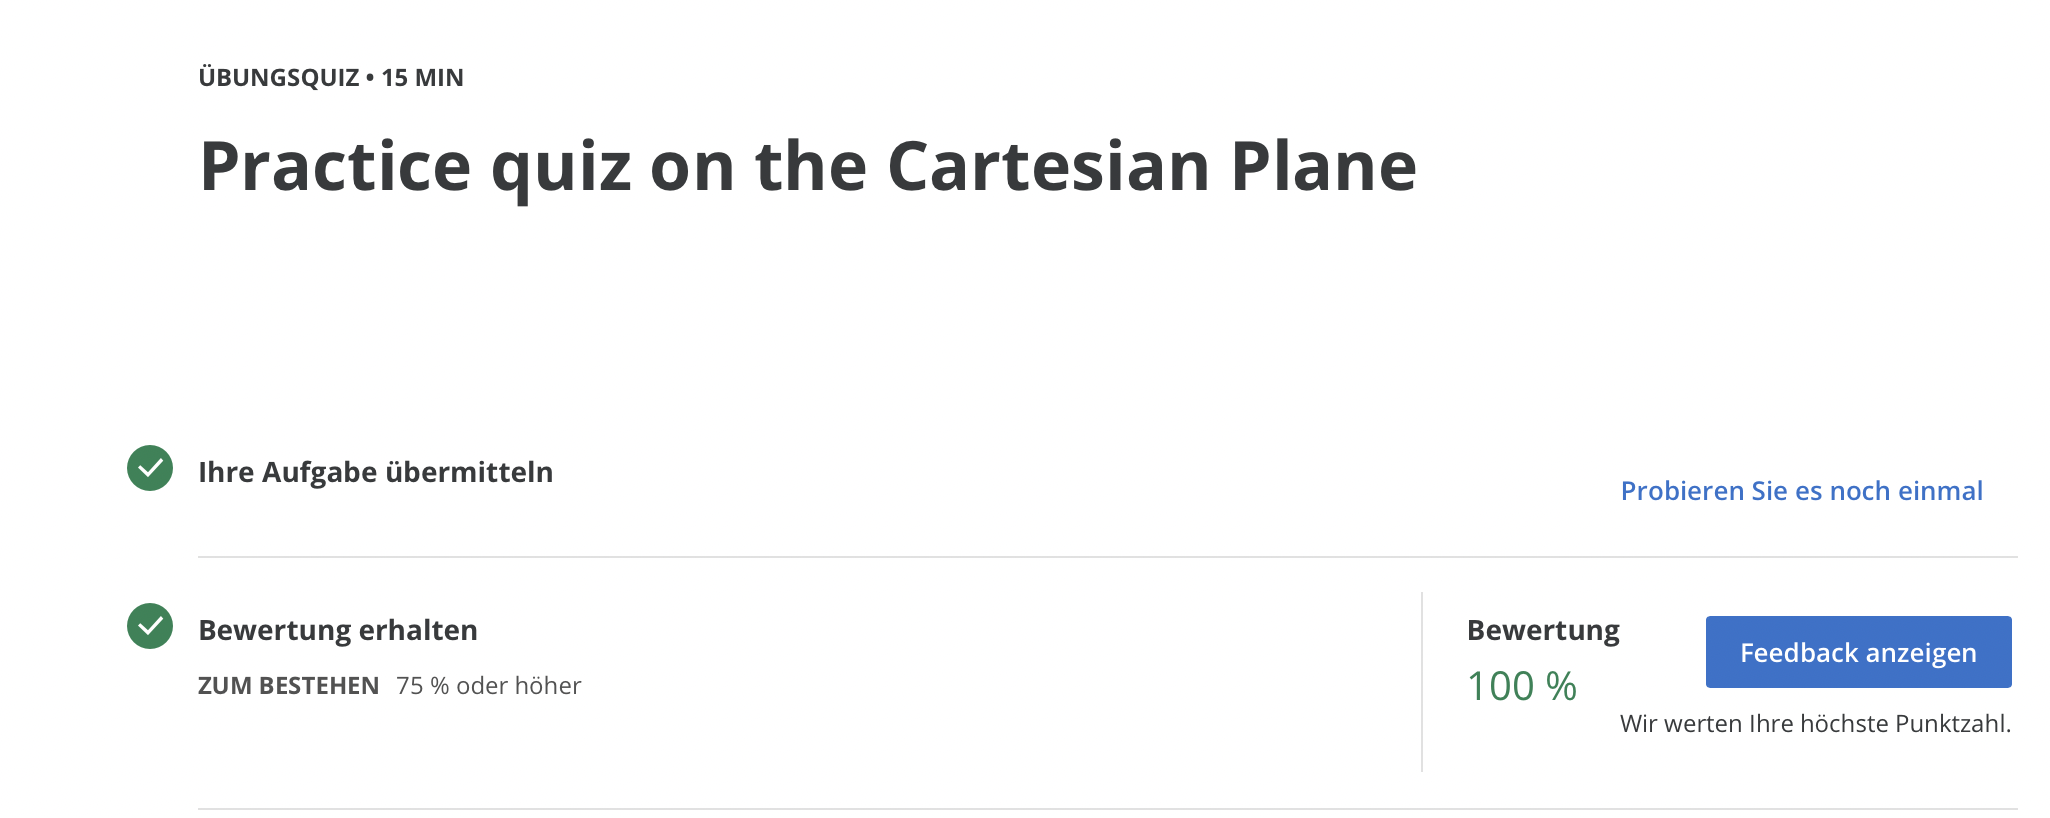 ÜBUNGSQUIZ • 15 MIN
Practice quiz on the Cartesian Plane
Ihre Aufgabe übermitteln
Probieren Sie es noch einmal
Bewertung erhalten
ZUM BESTEHEN 75 % oder höher
Bewertung
100 %
Feedback anzeigen
Wir werten Ihre höchste Punktzahl.